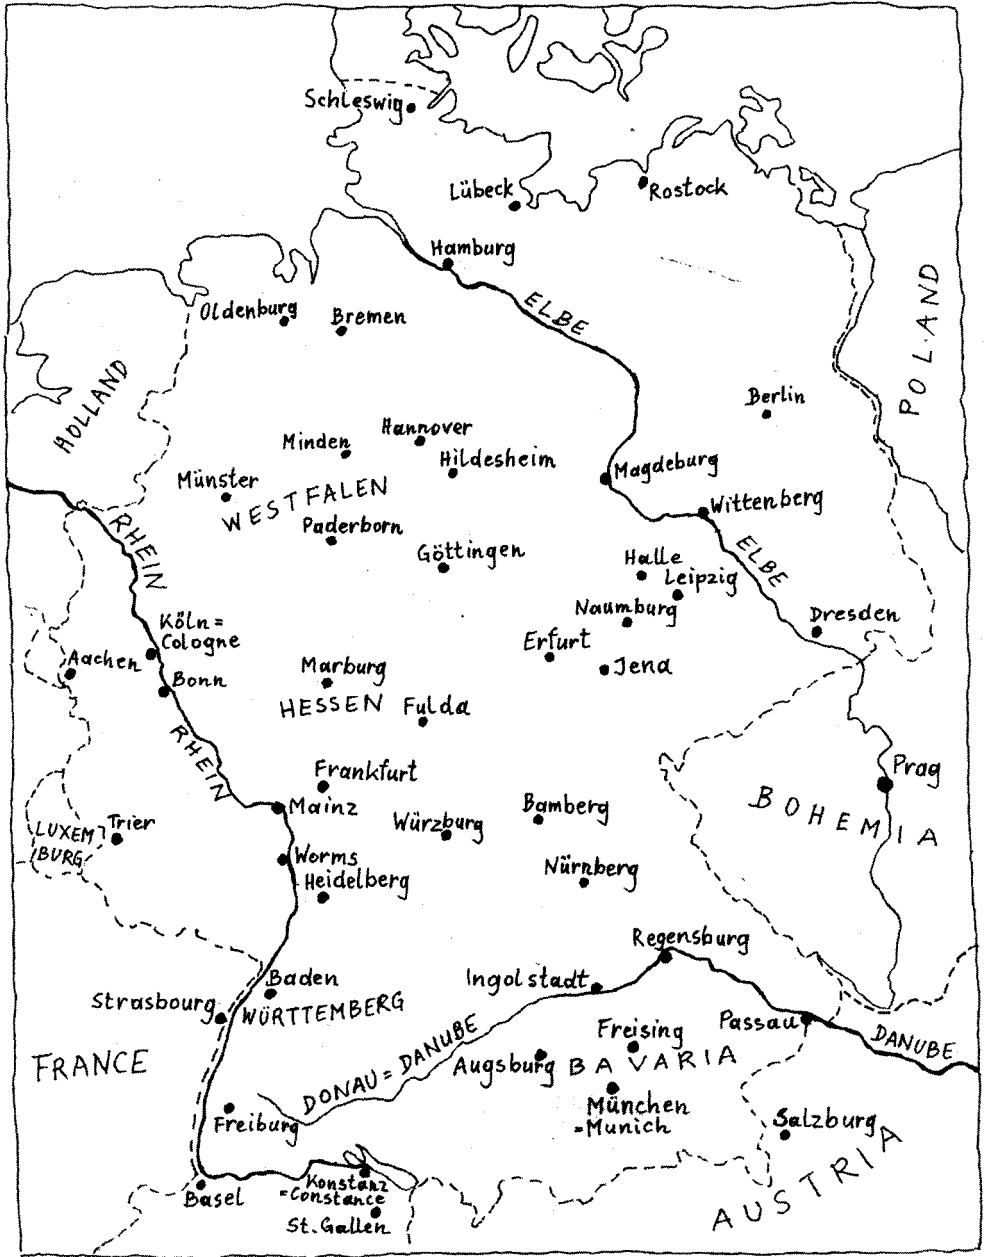 Schleswig
Lübeck
Rostock
Hamburg
Oldenburg
Bremen
ELBE
POLAND
HOLLAND
Berlin
Minden
Hannover
Hildesheim
Münster
WESTFALEN
Magdeburg
Wittenberg
Paderborn
Göttingen
RHEIN
ELBE
Halle
Leipzig
Naumburg
Dresden
Köln =
Cologne
Erfurt
Jena
Aachen
Bonn
Marburg
HESSEN
Fulda
RHEIN
Frankfurt
Prag
Mainz
Würzburg
Bamberg
BOHEMIA
LUXEM
BURG
Trier
Worms
Heidelberg
Nürnberg
Regensburg
Baden
Ingolstadt
Strasbourg
WÜRTTEMBERG
Passau
DANUBE
Freising
FRANCE
DONAU = DANUBE
Augsburg
BAVARIA
München
=Munich
Freiburg
Salzburg
AUSTRIA
Basel
Konstanz
=Constance
St. Gallen